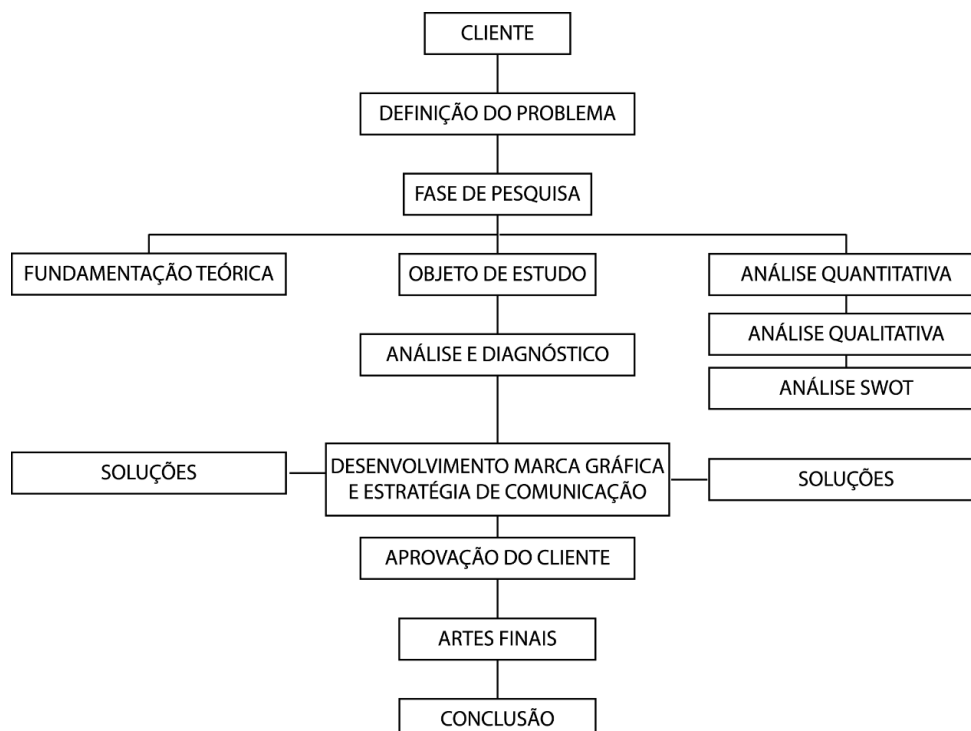 CLIENTE
DEFINIÇÃO DO PROBLEMA
FASE DE PESQUISA
FUNDAMENTAÇÃO TEÓRICA
OBJETO DE ESTUDO
ANÁLISE QUANTITATIVA
ANÁLISE QUALITATIVA
ANÁLISE E DIAGNÓSTICO
ANÁLISE SWOT
SOLUÇÕES
DESENVOLVIMENTO MARCA GRÁFICA
E ESTRATÉGIA DE COMUNICAÇÃO
SOLUÇÕES
APROVAÇÃO DO CLIENTE
ARTES FINAIS
CONCLUSÃO